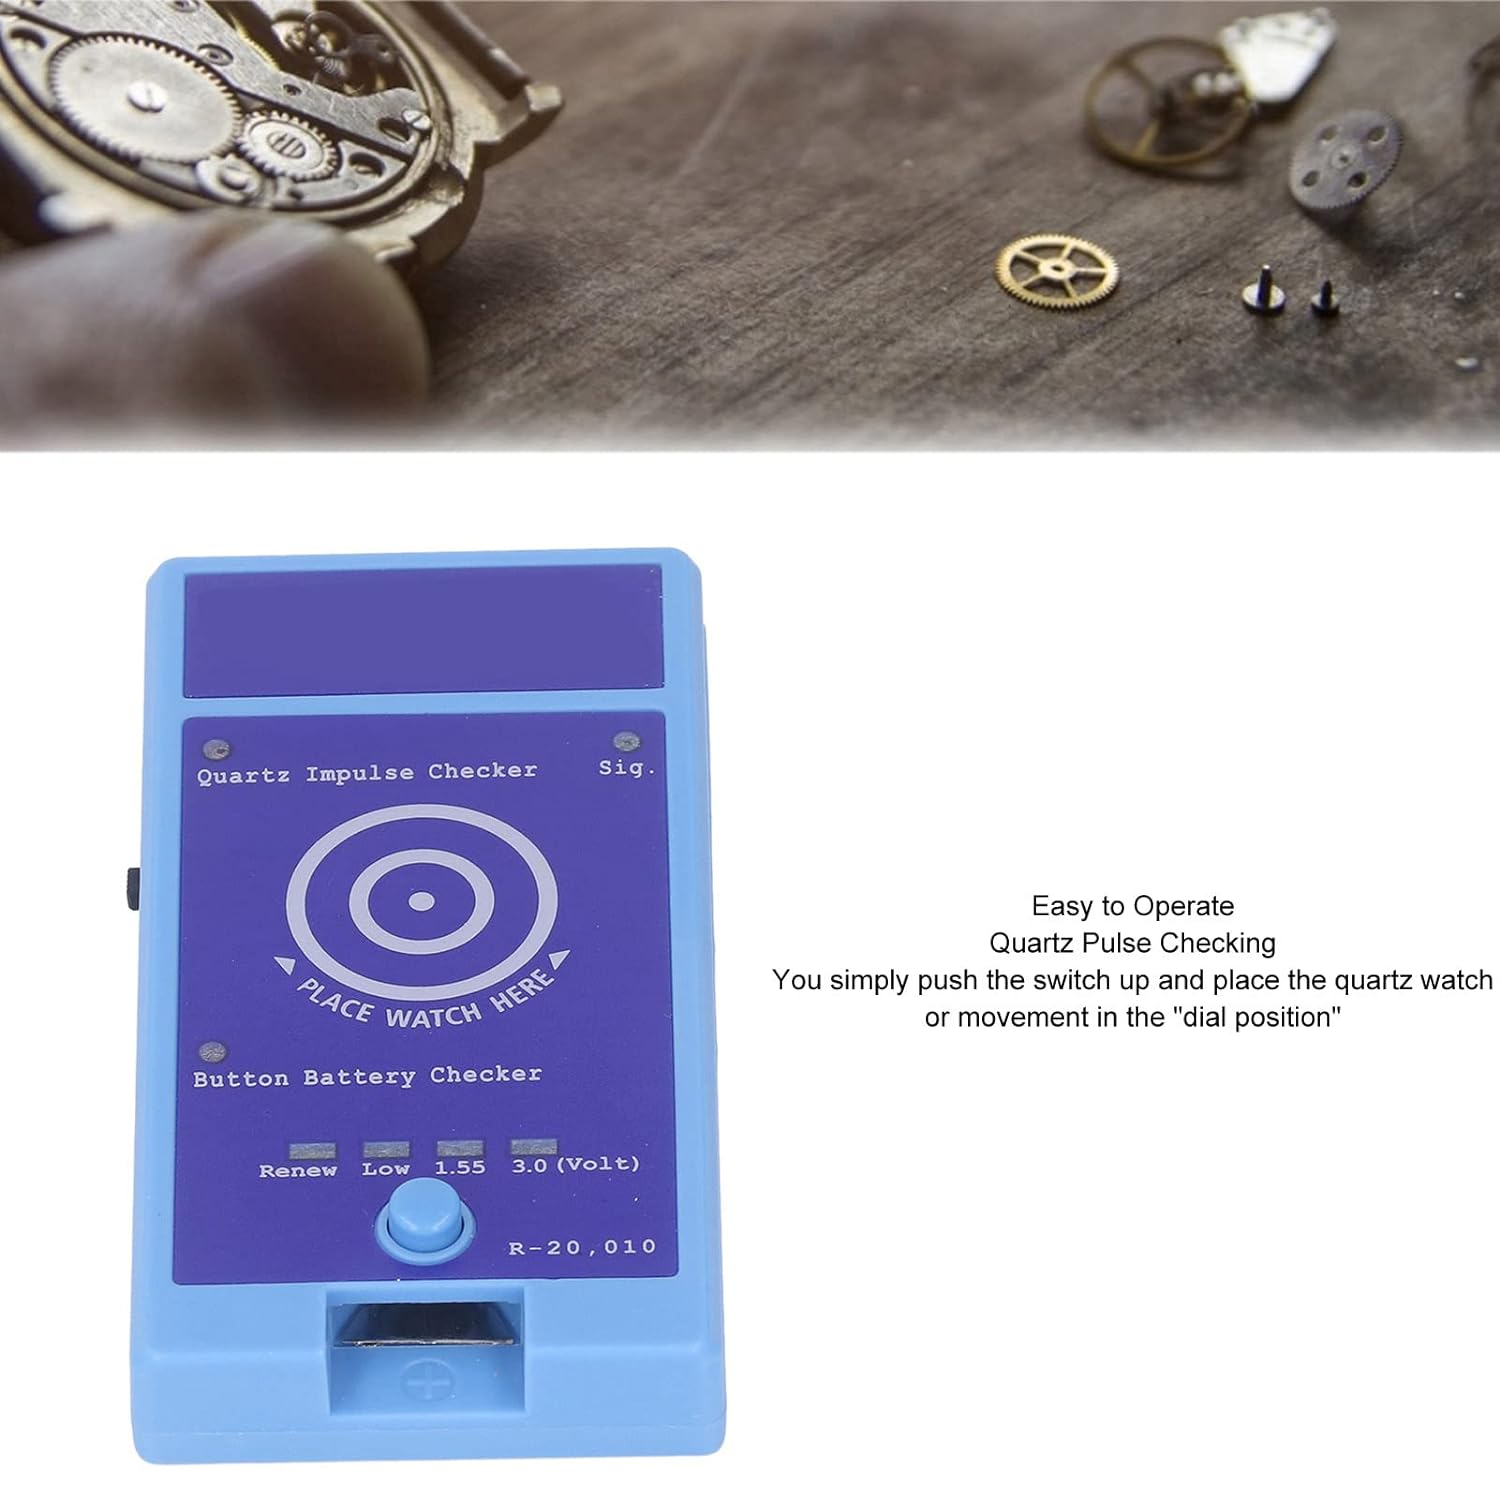 Quartz Impulse Checker Sig.
PLACE WATCH HERE
Button Battery Checker
Renew Low 1.55 3.0 (Volt)
R-20,010
+
Easy to Operate
Quartz Pulse Checking
You simply push the switch up and place the quartz watch
or movement in the "dial position"